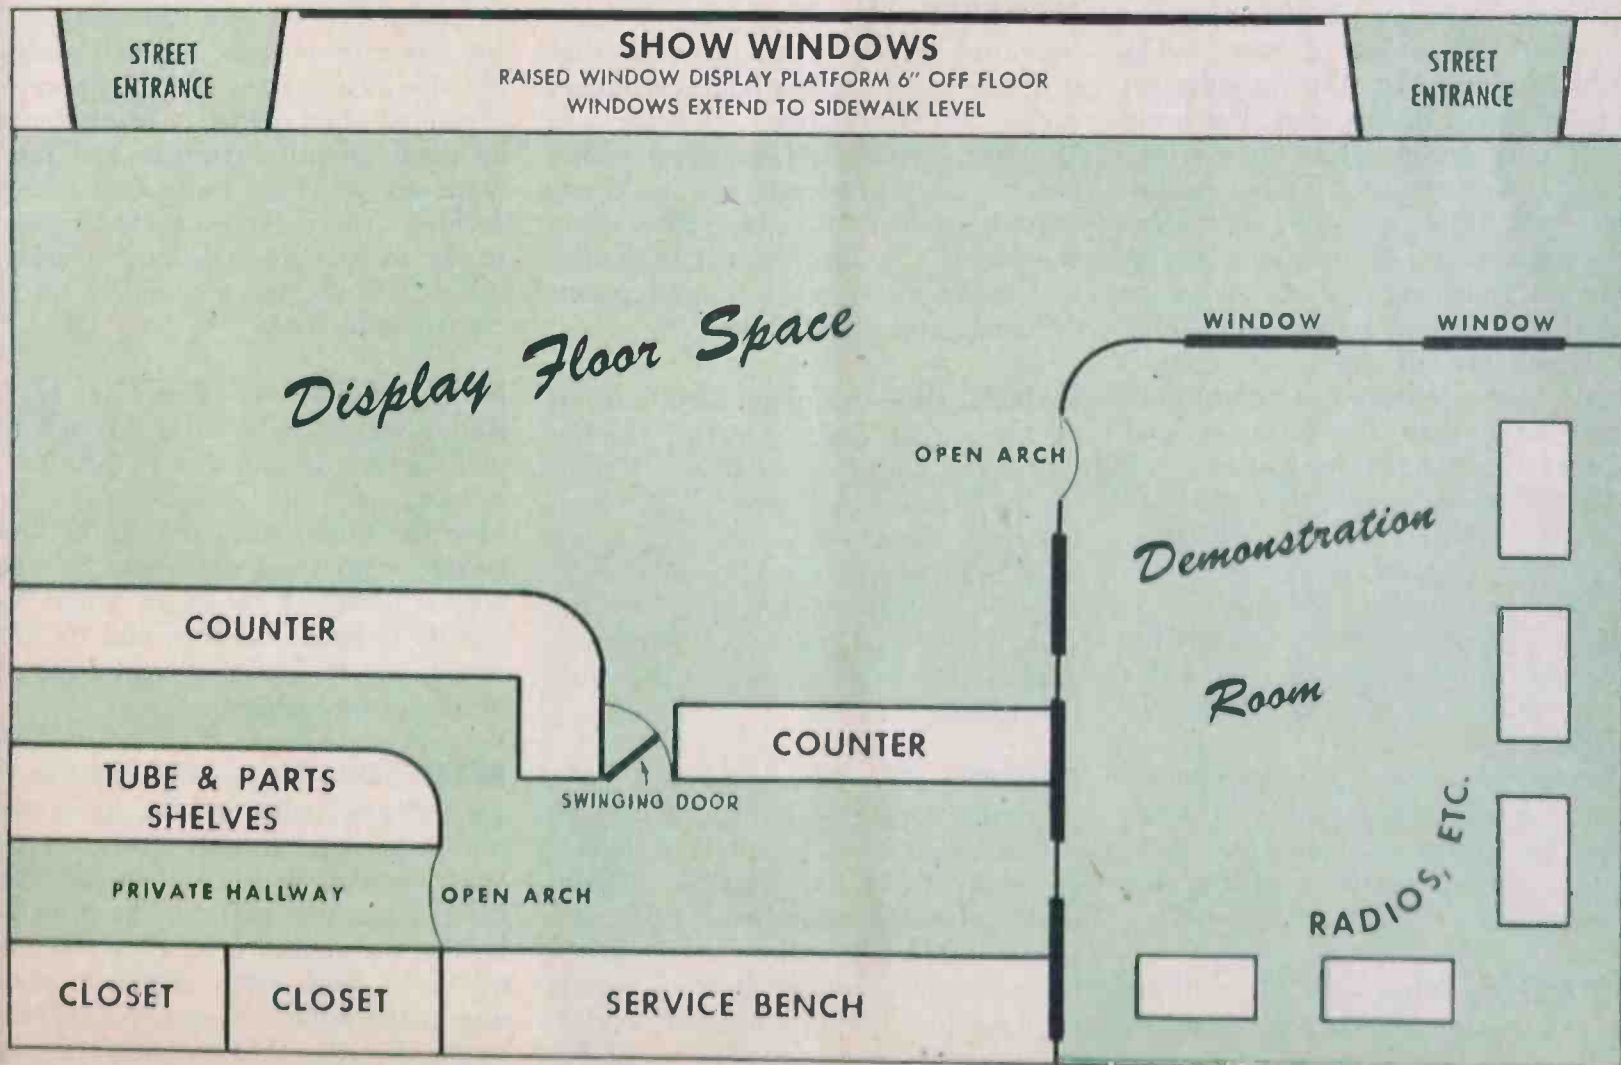 STREET
ENTRANCE
SHOW WINDOWS
RAISED WINDOW DISPLAY PLATFORM 6" OFF FLOOR
WINDOWS EXTEND TO SIDEWALK LEVEL
STREET
ENTRANCE
WINDOW
WINDOW
Display Floor Space
OPEN ARCH
Demonstration
Room
COUNTER
COUNTER
SWINGING DOOR
TUBE & PARTS
SHELVES
PRIVATE HALLWAY
OPEN ARCH
RADIOS, ETC.
CLOSET
CLOSET
SERVICE BENCH